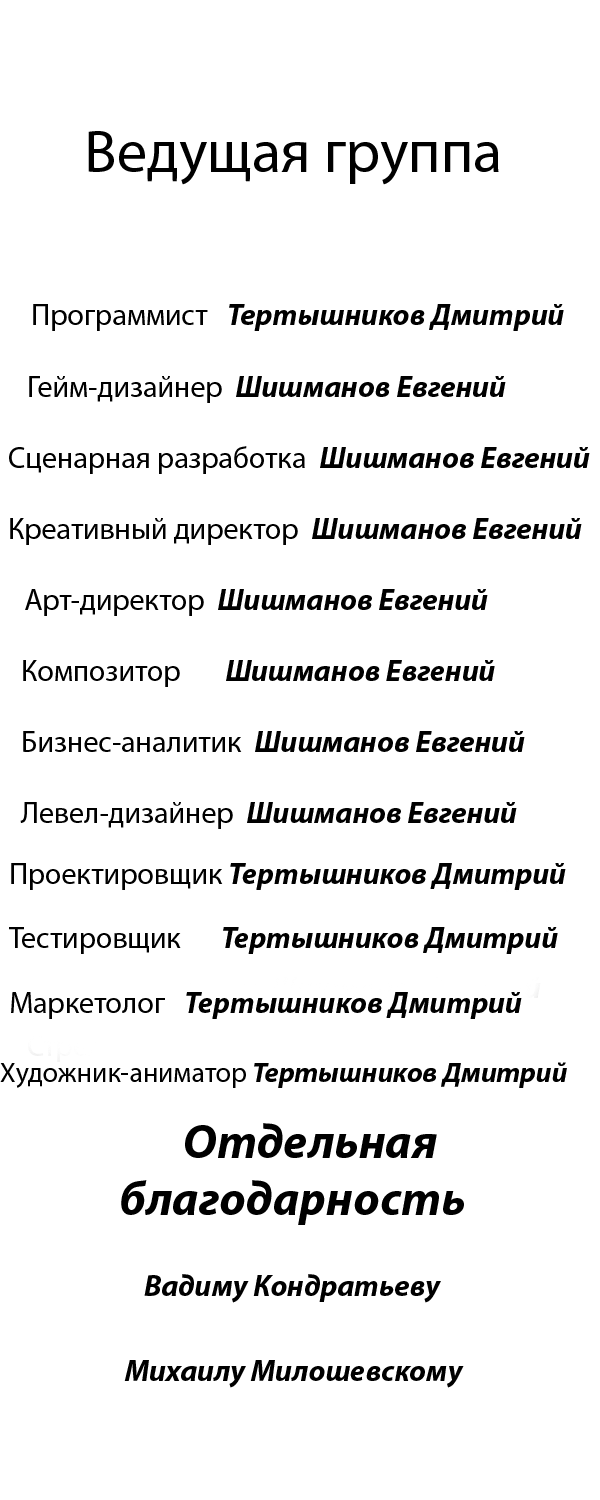 Ведущая группа
Программист Тертышников Дмитрий
Гейм-дизайнер Шишманов Евгений
Сценарная разработка Шишманов Евгений
Креативный директор Шишманов Евгений
Арт-директор Шишманов Евгений
Композитор Шишманов Евгений
Бизнес-аналитик Шишманов Евгений
Левел-дизайнер Шишманов Евгений
Проектировщик Тертышников Дмитрий
Тестировщик Тертышников Дмитрий
Маркетолог Тертышников Дмитрий
Художник-аниматор Тертышников Дмитрий
Отдельная
благодарность
Вадиму Кондратьеву
Михаилу Милошевскому